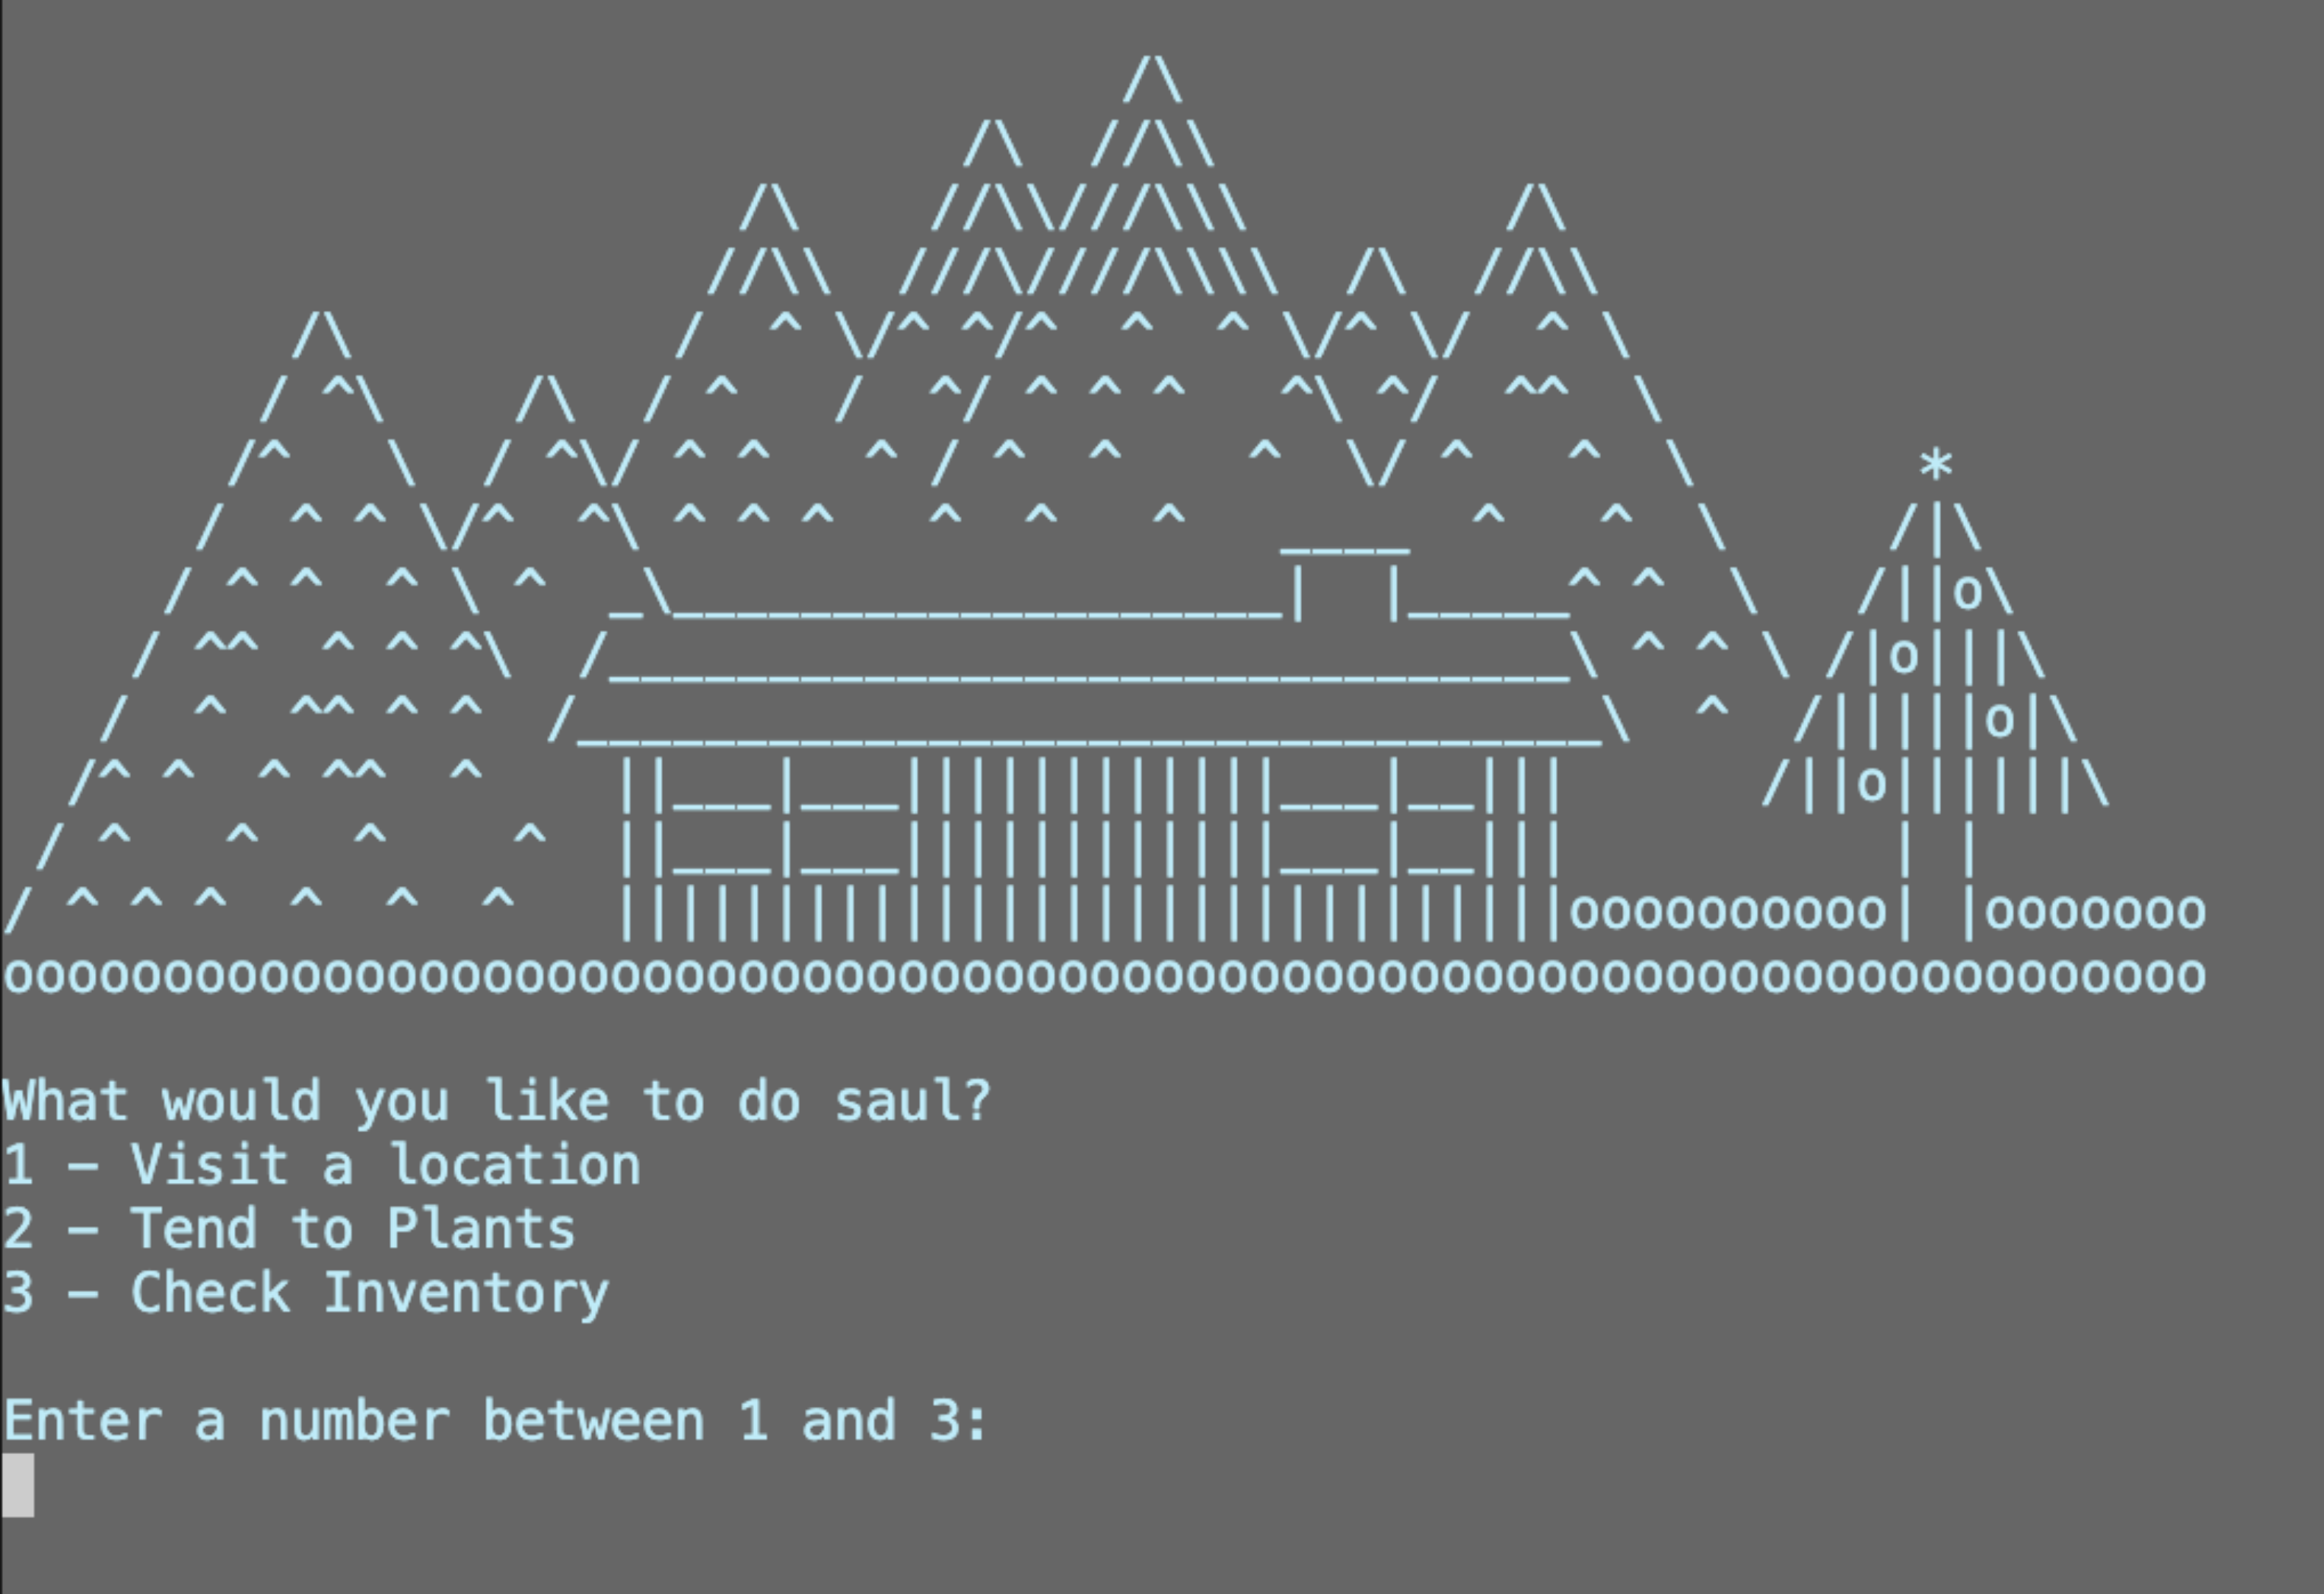 What would you like to do saul?
1 – Visit a location
2 – Tend to Plants
3 – Check Inventory
Enter a number between 1 and 3: